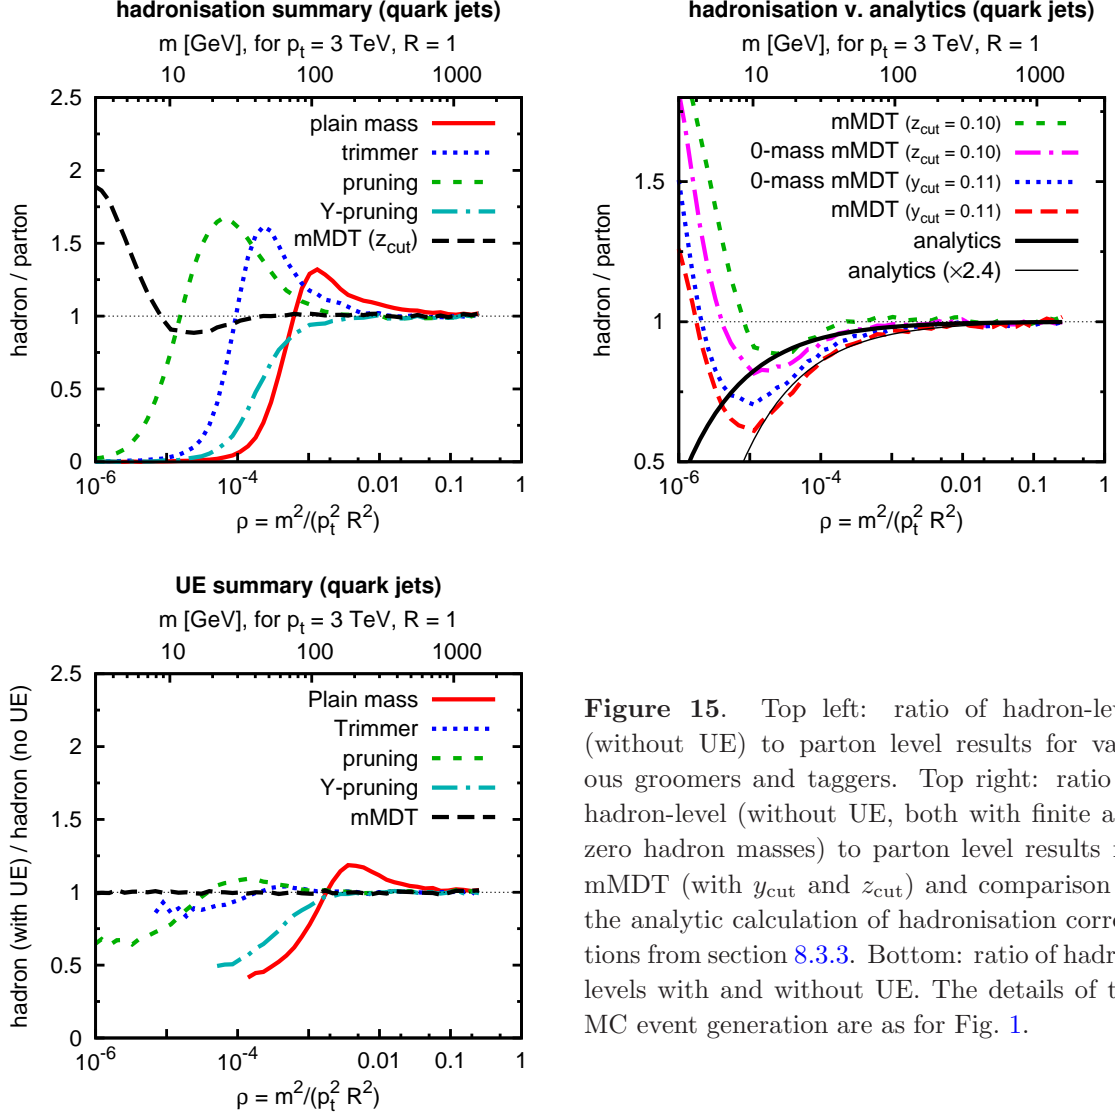 hadronisation summary (quark jets)
m [GeV], for pt = 3 TeV, R = 1
10 100 1000
2.5
2
1.5
1
0.5
0
hadron / parton
plain mass
trimmer
pruning
Y-pruning
mMDT (zcut)
10-6 10-4 0.01 0.1 1
ρ = m2/(pt2 R2)
hadronisation v. analytics (quark jets)
m [GeV], for pt = 3 TeV, R = 1
10 100 1000
1.5
1
0.5
hadron / parton
mMDT (zcut = 0.10)
0-mass mMDT (zcut = 0.10)
0-mass mMDT (ycut = 0.11)
mMDT (ycut = 0.11)
analytics
analytics (×2.4)
10-6 10-4 0.01 0.1 1
ρ = m2/(pt2 R2)
UE summary (quark jets)
m [GeV], for pt = 3 TeV, R = 1
10 100 1000
2.5
2
1.5
1
0.5
0
hadron (with UE) / hadron (no UE)
Plain mass
Trimmer
pruning
Y-pruning
mMDT
10-6 10-4 0.01 0.1 1
ρ = m2/(pt2 R2)
Figure 15. Top left: ratio of hadron-lev
(without UE) to parton level results for va
ous groomers and taggers. Top right: ratio
hadron-level (without UE, both with finite a
zero hadron masses) to parton level results
mMDT (with ycut and zcut) and comparison
the analytic calculation of hadronisation corre
tions from section 8.3.3. Bottom: ratio of hadr
levels with and without UE. The details of t
MC event generation are as for Fig. 1.